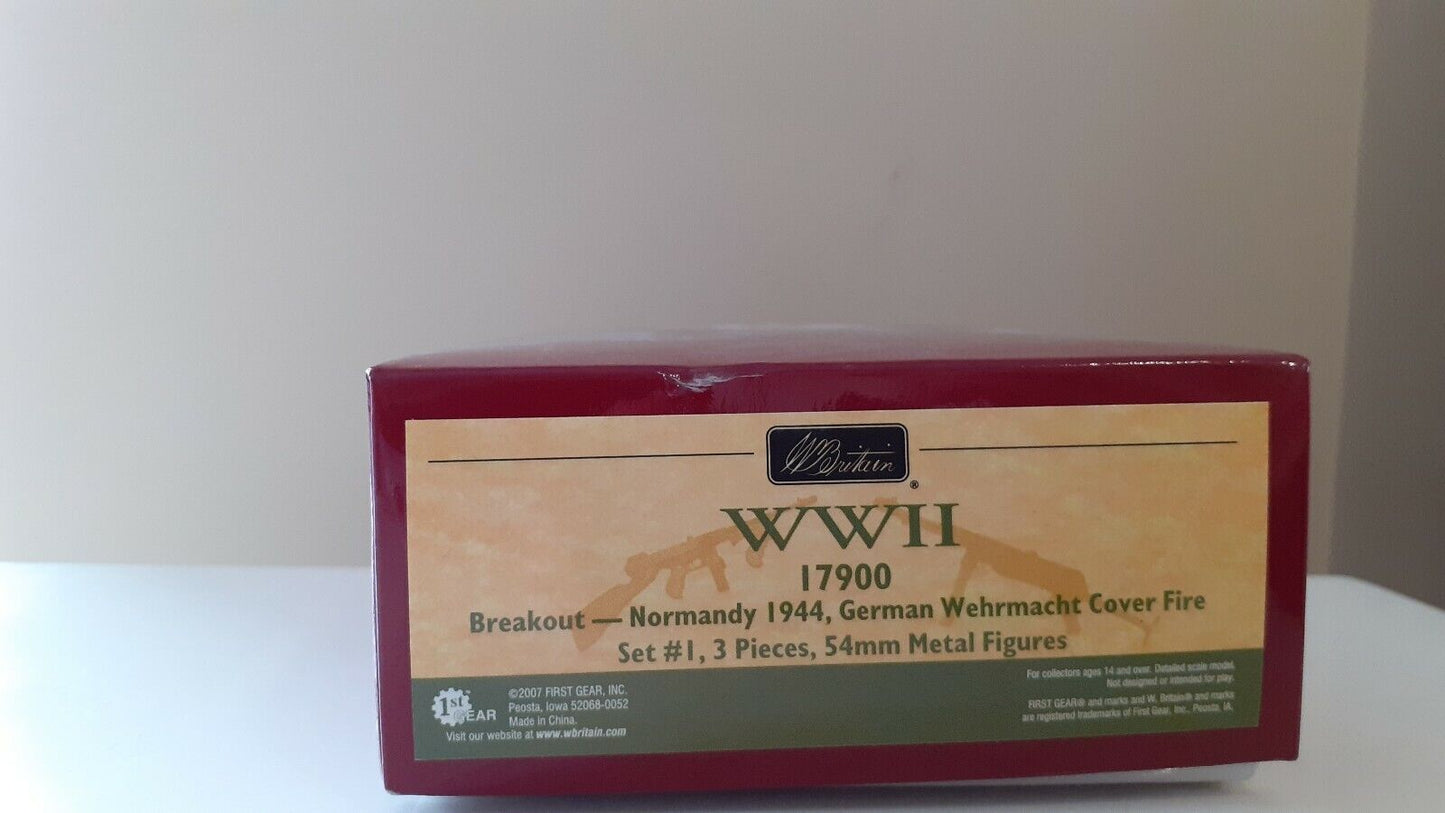 W Britain ®
WWII
17900
Breakout — Normandy 1944, German Wehrmacht Cover Fire
Set #1, 3 Pieces, 54mm Metal Figures
1st GEAR
©2007 FIRST GEAR, INC.
Peosta, Iowa 52068-0052
Made in China.
Visit our website at www.wbritain.com
For collectors ages 14 and over. Detailed scale model.
Not designed or intended for play.
FIRST GEAR® and marks and W. Britain® and marks
are registered trademarks of First Gear, Inc., Peosta, IA.